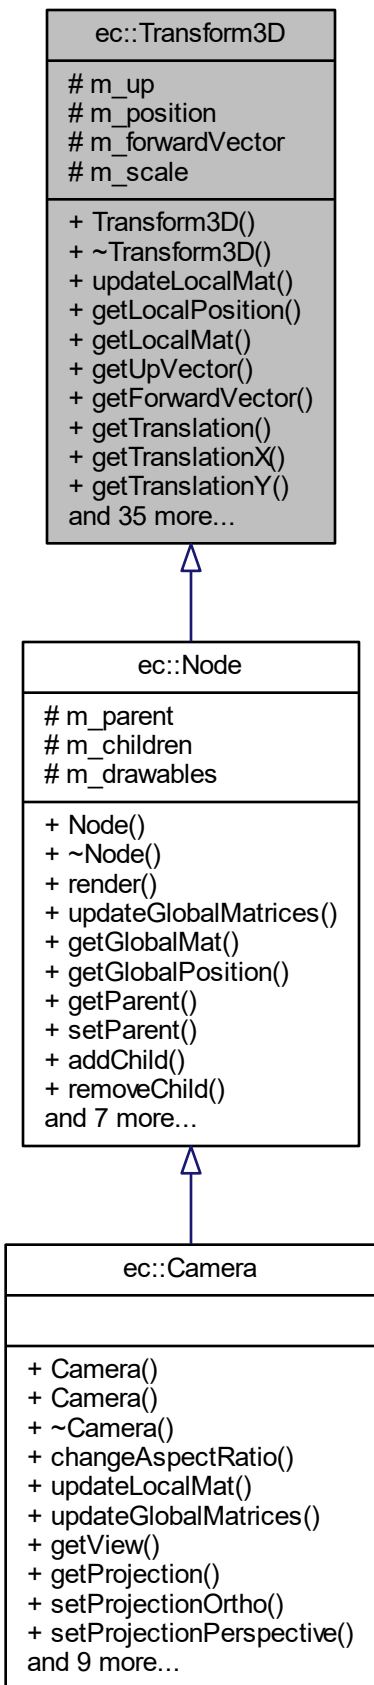 ec::Transform3D
# m_up
# m_position
# m_forwardVector
# m_scale
+ Transform3D()
+ ~Transform3D()
+ updateLocalMat()
+ getLocalPosition()
+ getLocalMat()
+ getUpVector()
+ getForwardVector()
+ getTranslation()
+ getTranslationX()
+ getTranslationY()
and 35 more...
ec::Node
# m_parent
# m_children
# m_drawables
+ Node()
+ ~Node()
+ render()
+ updateGlobalMatrices()
+ getGlobalMat()
+ getGlobalPosition()
+ getParent()
+ setParent()
+ addChild()
+ removeChild()
and 7 more...
ec::Camera
+ Camera()
+ Camera()
+ ~Camera()
+ changeAspectRatio()
+ updateLocalMat()
+ updateGlobalMatrices()
+ getView()
+ getProjection()
+ setProjectionOrtho()
+ setProjectionPerspective()
and 9 more...